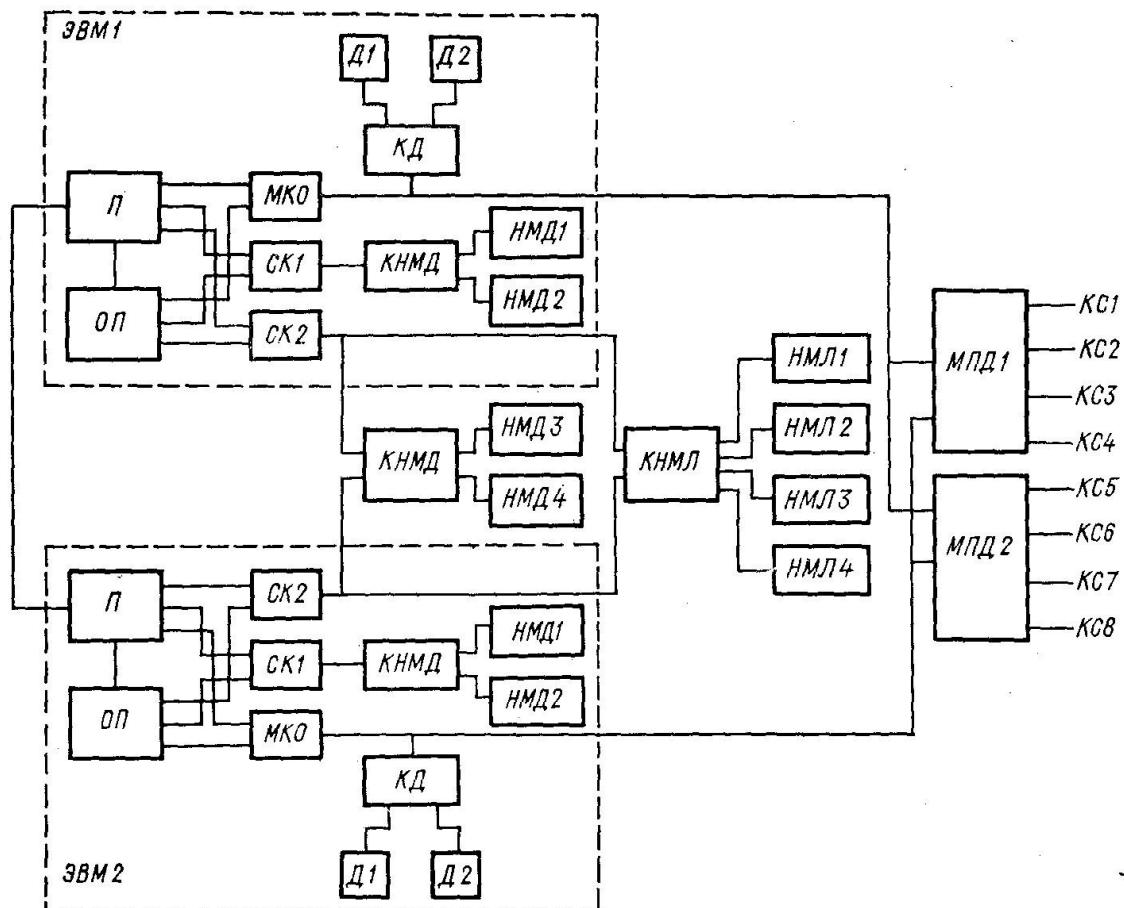 ЭВМ1
Д1
Д2
КД
П
МКО
НМД1
СК1
КНМД
НМД2
ОП
СК2
КС1
КС2
МПД1
КС3
КС4
НМЛ1
НМД3
НМЛ2
КНМД
КНМЛ
НМД4
НМЛ3
КС5
КС6
МПД2
НМЛ4
КС7
КС8
П
СК2
НМД1
СК1
КНМД
НМД2
ОП
МКО
КД
ЭВМ2
Д1
Д2